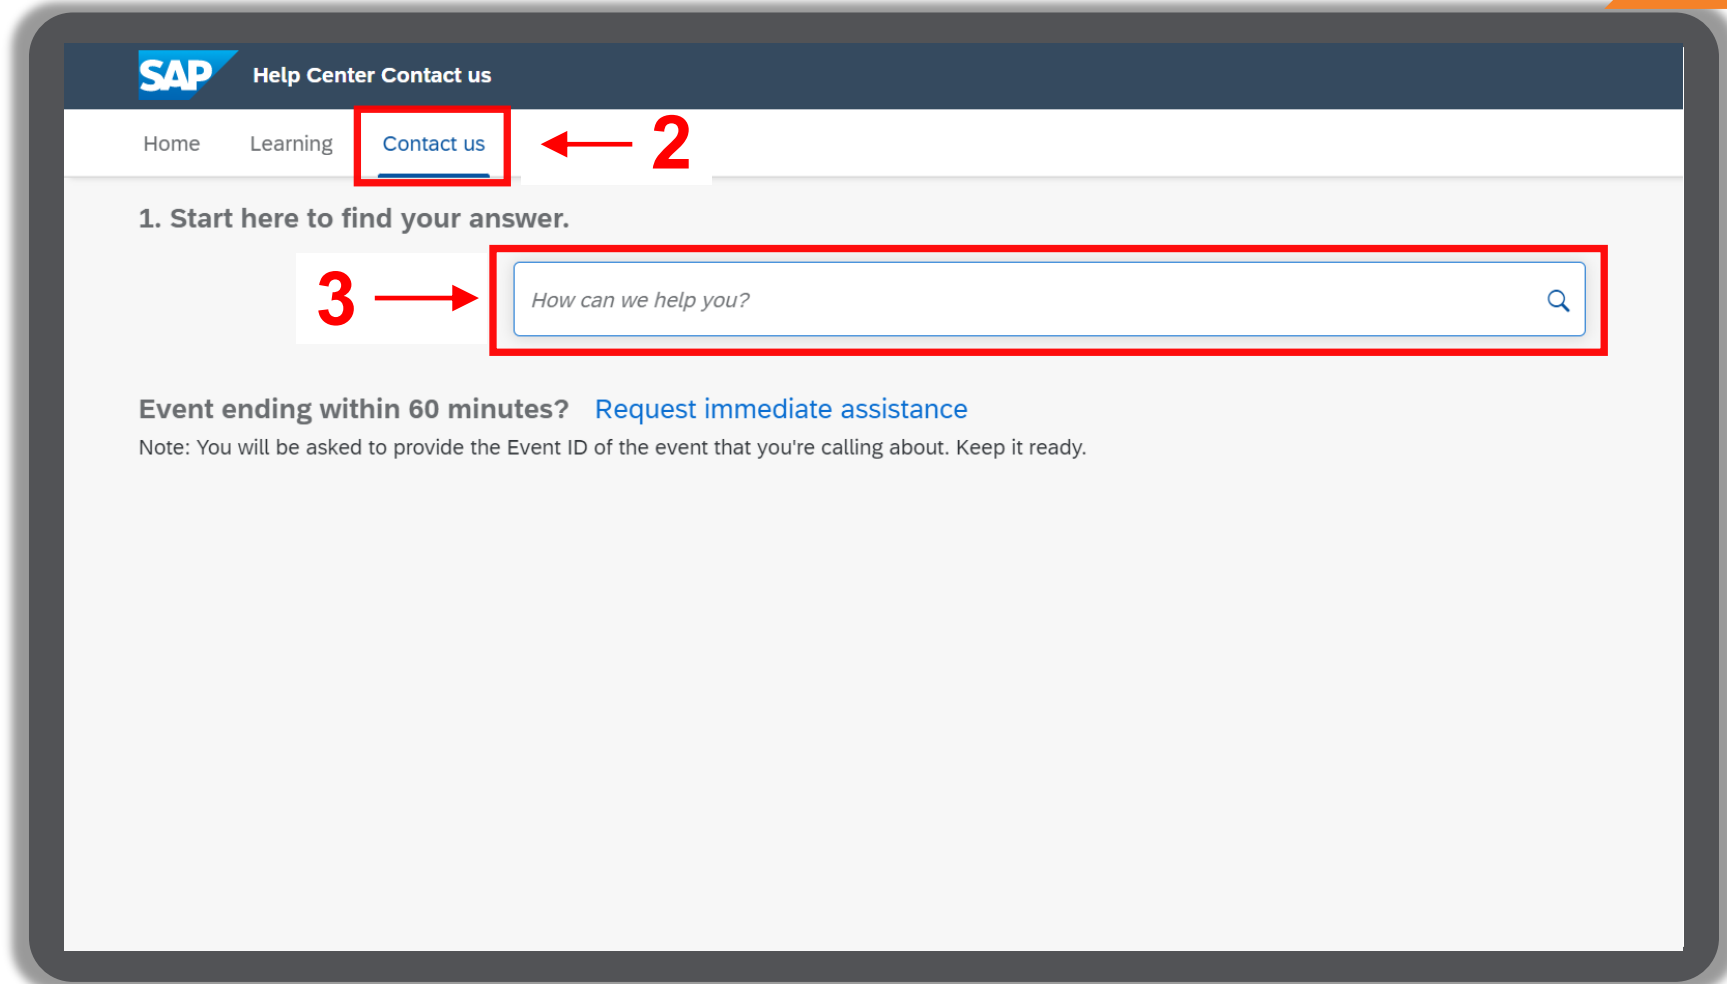 SAP Help Center Contact us
Home Learning Contact us 2
1. Start here to find your answer.
3 How can we help you?
Event ending within 60 minutes? Request immediate assistance
Note: You will be asked to provide the Event ID of the event that you're calling about. Keep it ready.